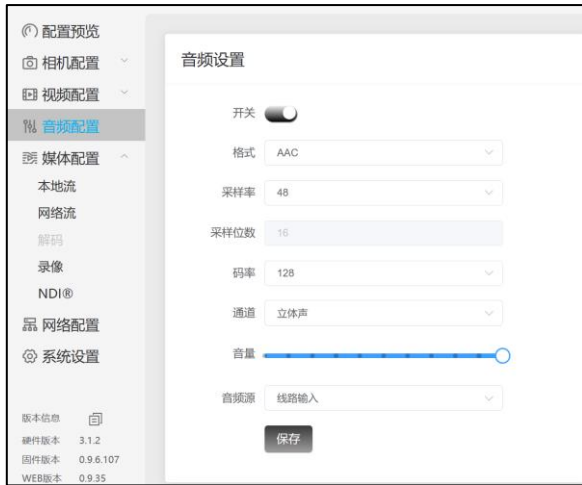 配置预览
相机配置
视频配置
音频配置
媒体配置
本地流
网络流
解码
录像
NDI®
网络配置
系统设置
版本信息
硬件版本 3.1.2
固件版本 0.9.6.107
WEB版本 0.9.35
音频设置
开关
格式 AAC
采样率 48
采样位数 16
码率 128
通道 立体声
音量
音频源 线路输入
保存